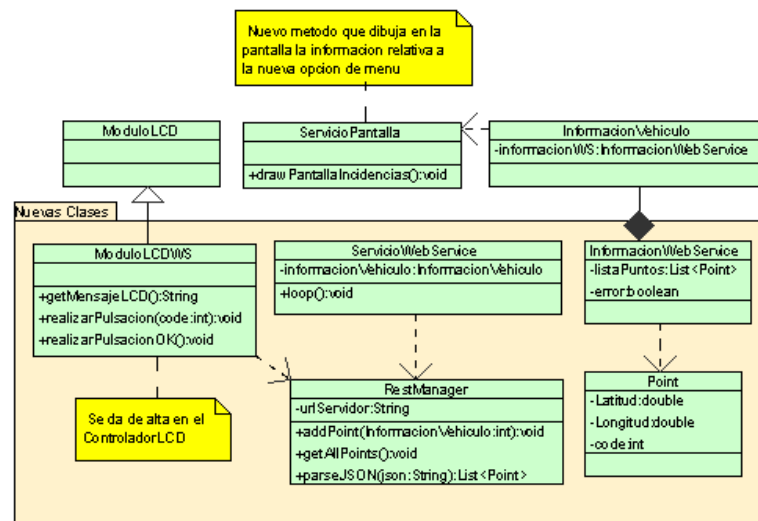 Nuevo metodo que dibuja en la
pantalla la informacion relativa a
la nueva opcion de menu
ModuloLCD
ServicioPantalla
+drawPantallaIncidencias():void
InformacionVehiculo
-informacionWS:InformacionWebService
Nuevas Clases
ModuloLCDWS
+getMensajeLCD():String
+realizarPulsacion(code:int):void
+realizarPulsacionOK():void
ServicioWebService
-informacionVehiculo:InformacionVehiculo
+loop():void
InformacionWebService
-listaPuntos:List<Point>
-error:boolean
Se da de alta en el
ControladorLCD
RestManager
-urlServidor:String
+addPoint(InformacionVehiculo:int):void
+getAllPoints():void
+parseJSON(json:String):List<Point>
Point
-Latitud:double
-Longitud:double
-code:int